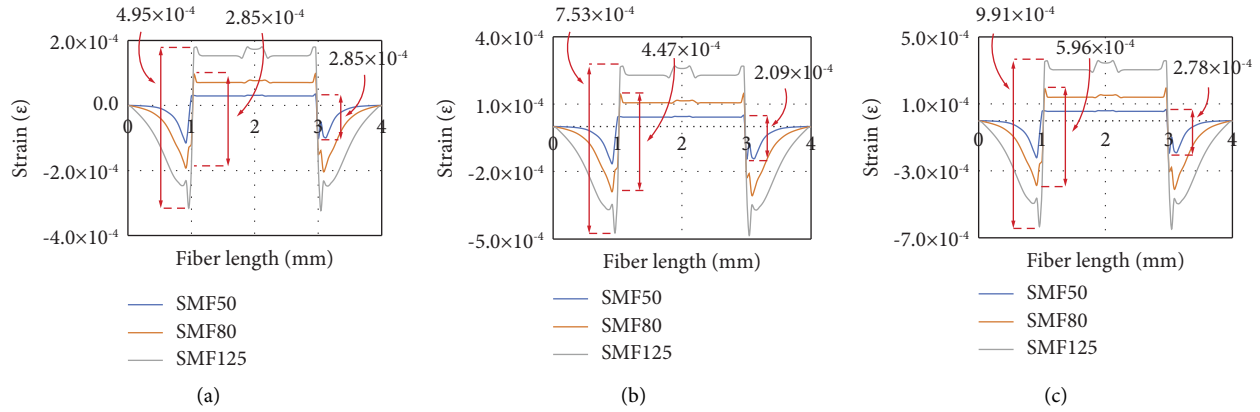 4.95×10⁻⁴
2.85×10⁻⁴
2.85×10⁻⁴
2.0×10⁻⁴
0.0
-2.0×10⁻⁴
-4.0×10⁻⁴
Strain (ε)
0 1 2 3 4
Fiber length (mm)
SMF50
SMF80
SMF125
(a)
7.53×10⁻⁴
4.47×10⁻⁴
2.09×10⁻⁴
4.0×10⁻⁴
1.0×10⁻⁴
-2.0×10⁻⁴
-5.0×10⁻⁴
Strain (ε)
0 1 2 3 4
Fiber length (mm)
SMF50
SMF80
SMF125
(b)
9.91×10⁻⁴
5.96×10⁻⁴
2.78×10⁻⁴
5.0×10⁻⁴
1.0×10⁻⁴
-3.0×10⁻⁴
-7.0×10⁻⁴
Strain (ε)
0 1 2 3 4
Fiber length (mm)
SMF50
SMF80
SMF125
(c)